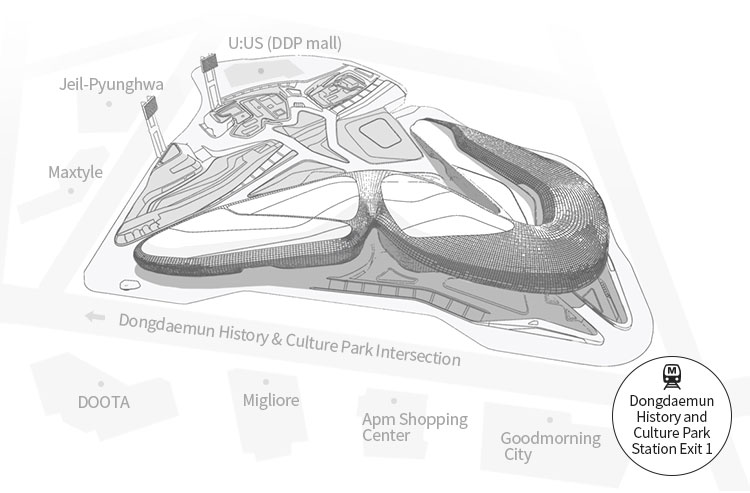 U:US (DDP mall)
Jeil-Pyunghwa
Maxtyle
Dongdaemun History & Culture Park Intersection
DOOTA
Migliore
Apm Shopping
Center
Goodmorning
City
M
Dongdaemun
History and
Culture Park
Station Exit 1